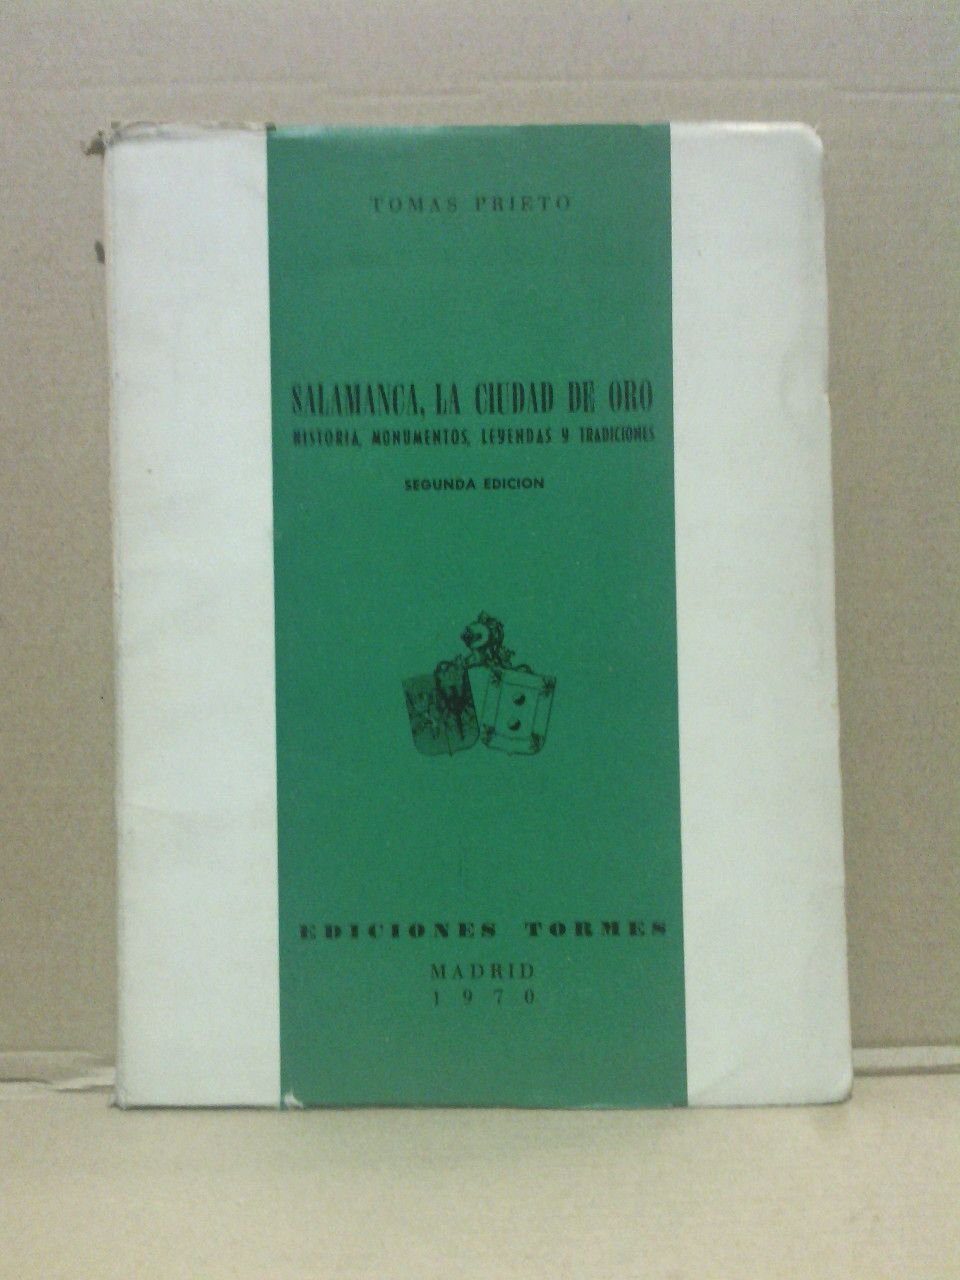 TOMAS PRIETO
SALAMANCA, LA CIUDAD DE ORO
HISTORIA, MONUMENTOS, LEYENDAS Y TRADICIONES
SEGUNDA EDICION
EDICIONES TORMES
MADRID
1970